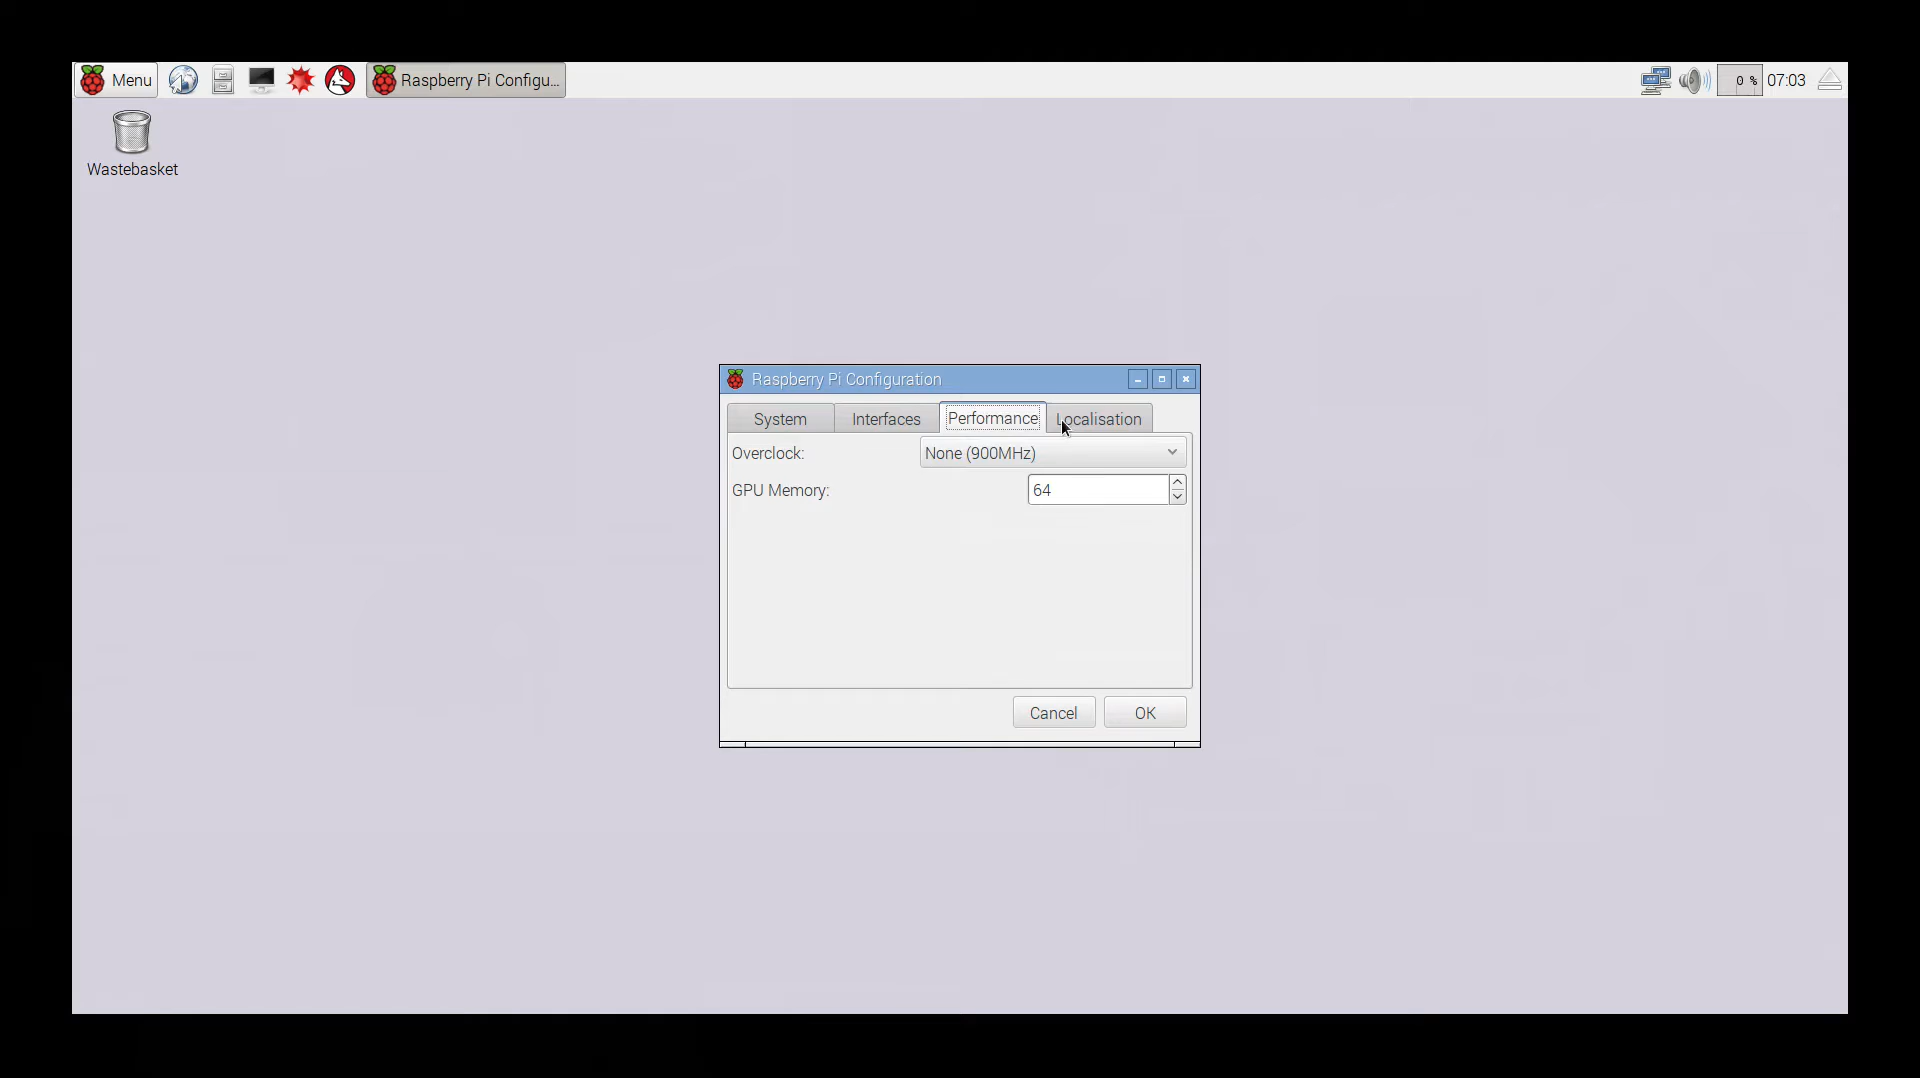 Menu
Raspberry Pi Configu...
0 %
07:03
Wastebasket
Raspberry Pi Configuration
System
Interfaces
Performance
Localisation
Overclock:
None (900MHz)
GPU Memory:
64
Cancel
OK